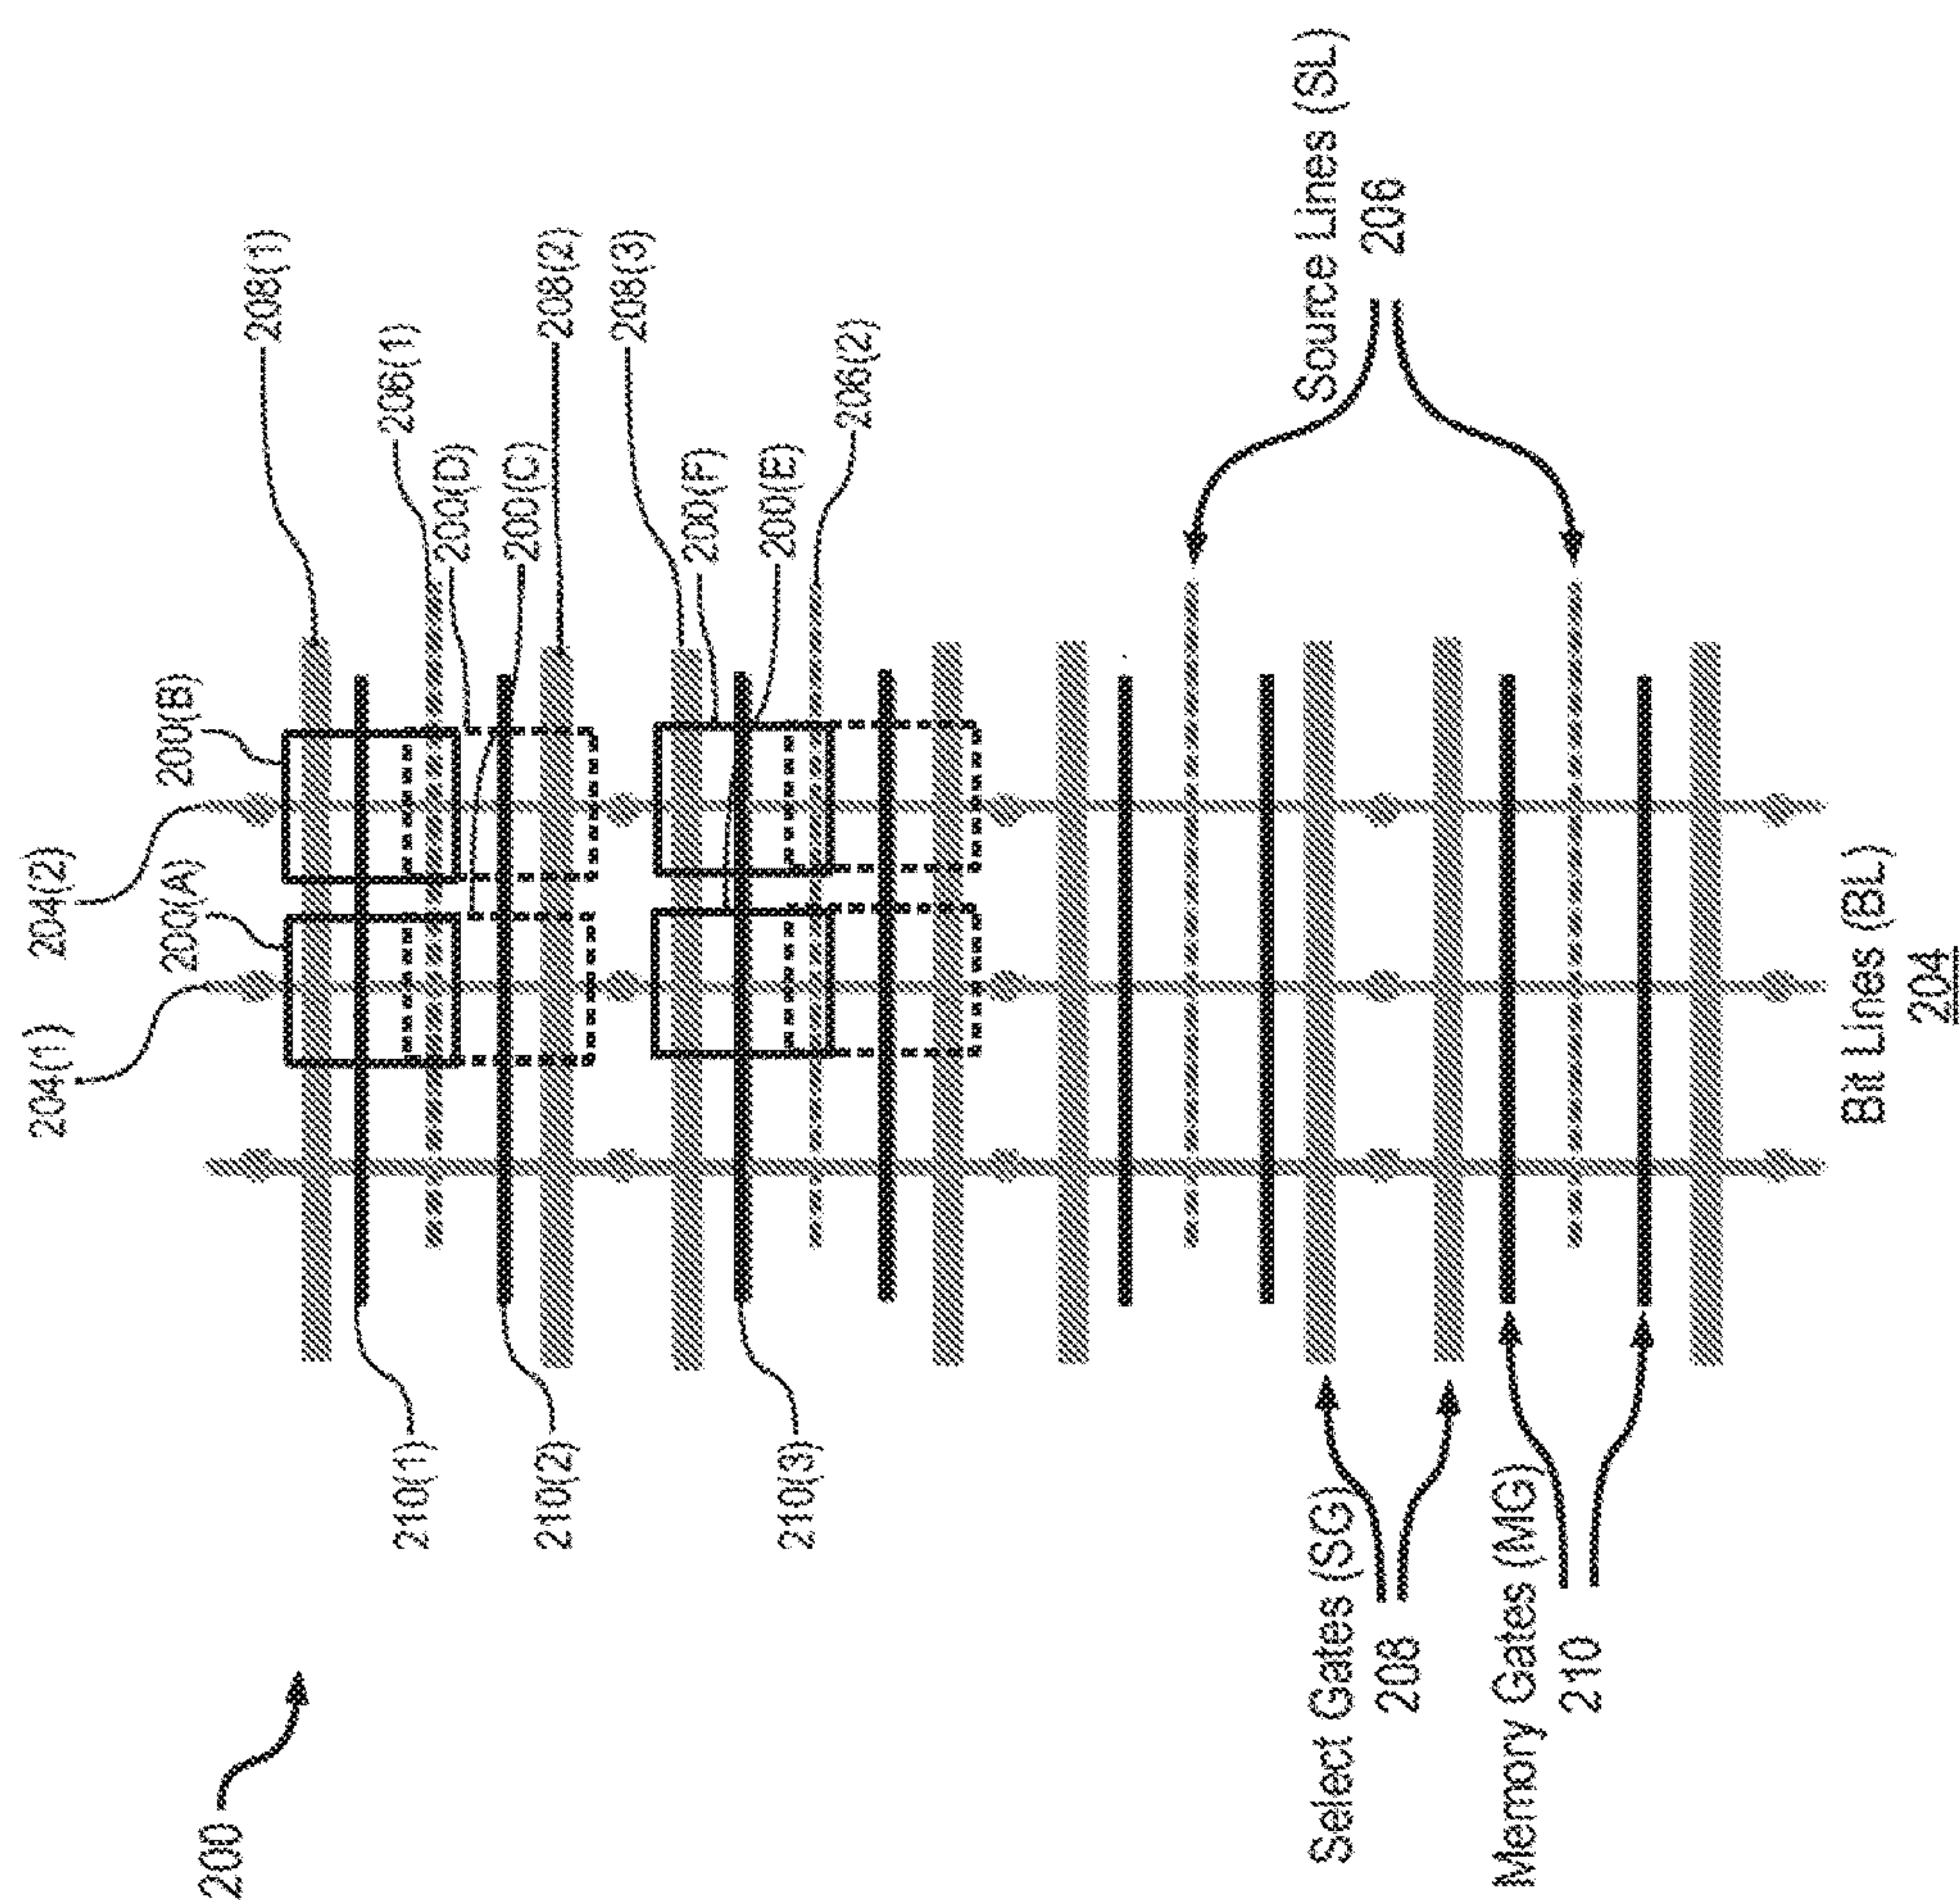 200
204(1)
204(2)
200(A)
200(B)
208(1)
206(1)
200(D)
200(C)
208(2)
208(3)
200(F)
200(E)
206(2)
210(1)
210(2)
210(3)
Source Lines (SL)
206
Select Gates (SG)
208
Memory Gates (MG)
210
Bit Lines (BL)
204